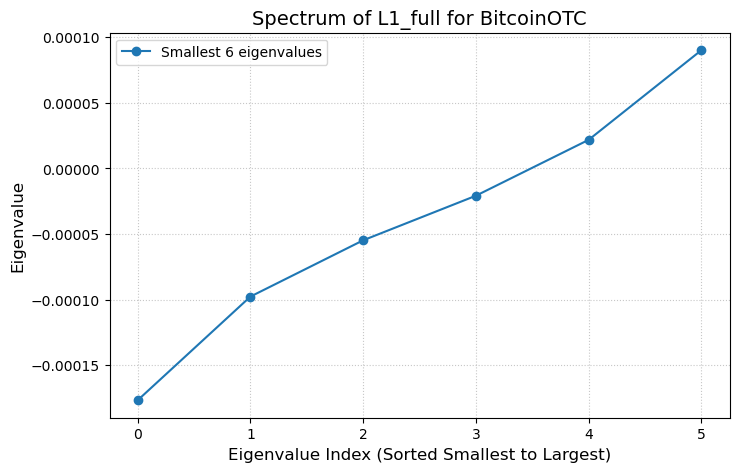 Spectrum of L1_full for BitcoinOTC
Smallest 6 eigenvalues
0.00010
0.00005
0.00000
−0.00005
−0.00010
−0.00015
Eigenvalue
0 1 2 3 4 5
Eigenvalue Index (Sorted Smallest to Largest)